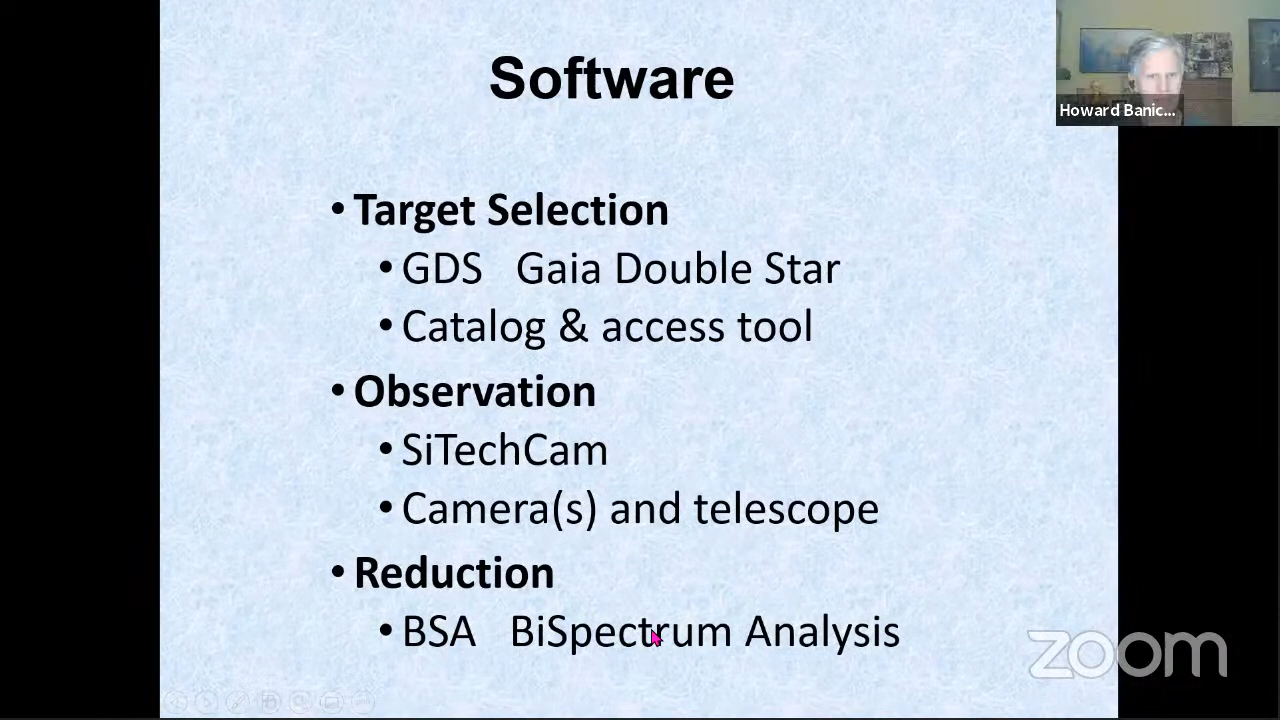 Software
Howard Banic...
• Target Selection
• GDS Gaia Double Star
• Catalog & access tool
• Observation
• SiTechCam
• Camera(s) and telescope
• Reduction
• BSA BiSpectrum Analysis
zoom